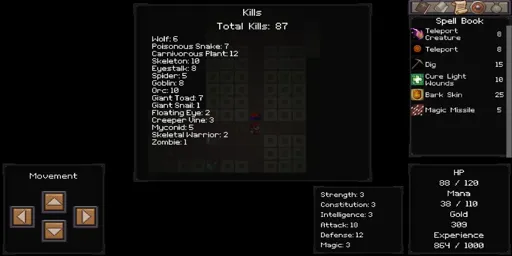 Kills
Total Kills: 87
Wolf: 6
Poisonous Snake: 7
Carnivorous Plant: 12
Skeleton: 10
Eyestalk: 8
Spider: 5
Goblin: 8
Orc: 10
Giant Toad: 7
Giant Snail: 1
Floating Eye: 2
Creeper Vine: 3
Myconid: 5
Skeletal Warrior: 2
Zombie: 1
Spell Book
Teleport Creature 8
Teleport 8
Dig 15
Cure Light Wounds 10
Bark Skin 25
Magic Missile 5
Movement
Strength: 3
Constitution: 3
Intelligence: 3
Attack: 18
Defense: 12
Magic: 3
HP
88 / 120
Mana
38 / 110
Gold
309
Experience
864 / 1000